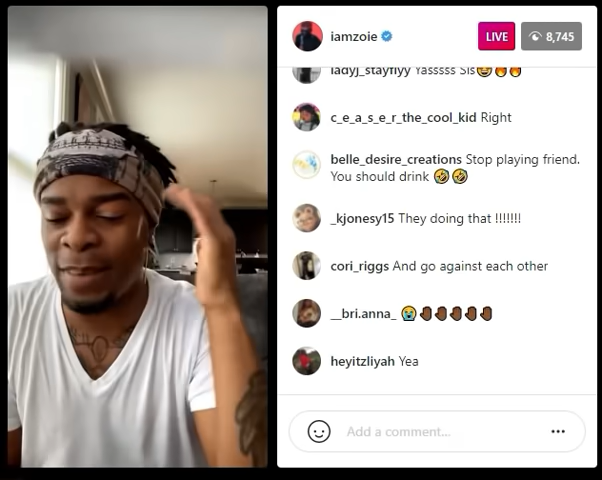 iamzoie
LIVE
8,745
ladyj_stayflyy Yasssss Sis😆🔥🔥
c_e_a_s_e_r_the_cool_kid Right
belle_desire_creations Stop playing friend.
You should drink 🤣🤣
_kjonesy15 They doing that !!!!!!!
cori_riggs And go against each other
__bri.anna_ 😭🤚🏾🤚🏾🤚🏾🤚🏾🤚🏾
heyitzliyah Yea
Add a comment...